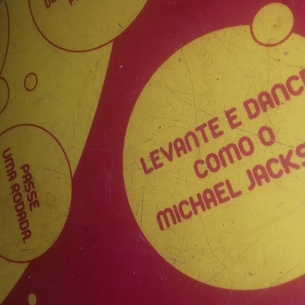 LEVANTE E DANC
COMO O
MICHAEL JACKS
PASSE
UMA RODADA.